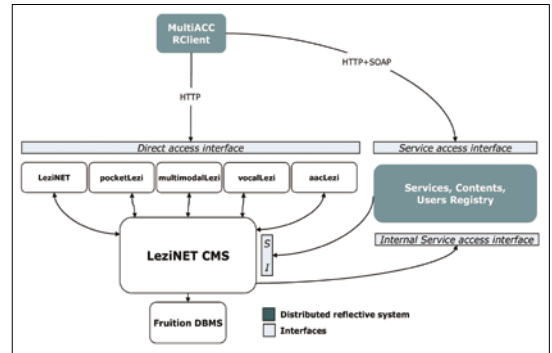 MultiACC
RClient
HTTP+SOAP
HTTP
Direct access interface
Service access interface
LeziNET
pocketLezi
multimodalLezi
vocalLezi
aacLezi
Services, Contents,
Users Registry
S
I
Internal Service access interface
LeziNET CMS
Fruition DBMS
Distributed reflective system
Interfaces